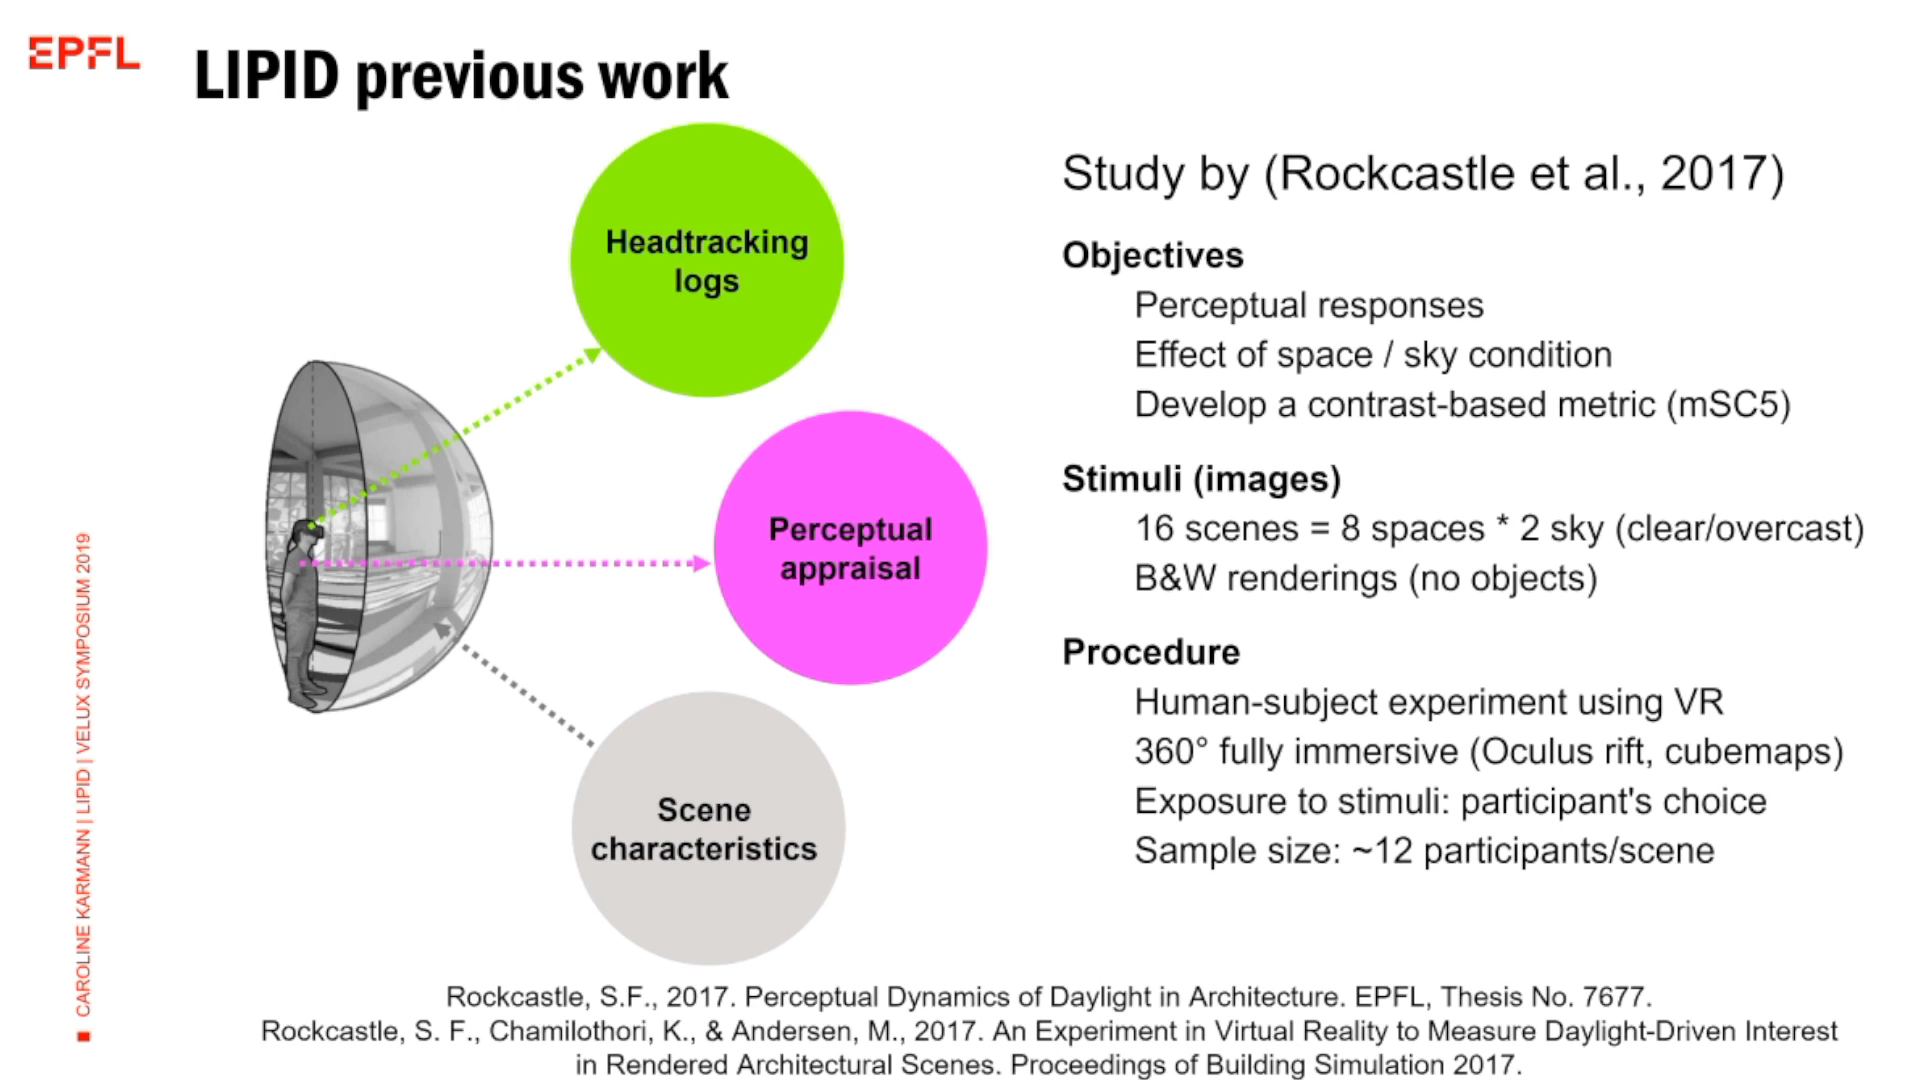 EPFL
LIPID previous work
Headtracking
logs
Perceptual
appraisal
Scene
characteristics
Study by (Rockcastle et al., 2017)
Objectives
Perceptual responses
Effect of space / sky condition
Develop a contrast-based metric (mSC5)
Stimuli (images)
16 scenes = 8 spaces * 2 sky (clear/overcast)
B&W renderings (no objects)
Procedure
Human-subject experiment using VR
360° fully immersive (Oculus rift, cubemaps)
Exposure to stimuli: participant's choice
Sample size: ~12 participants/scene
CAROLINE KARMANN | LIPID | VELUX SYMPOSIUM 2019
Rockcastle, S.F., 2017. Perceptual Dynamics of Daylight in Architecture. EPFL, Thesis No. 7677.
Rockcastle, S. F., Chamilothori, K., & Andersen, M., 2017. An Experiment in Virtual Reality to Measure Daylight-Driven Interest
in Rendered Architectural Scenes. Proceedings of Building Simulation 2017.